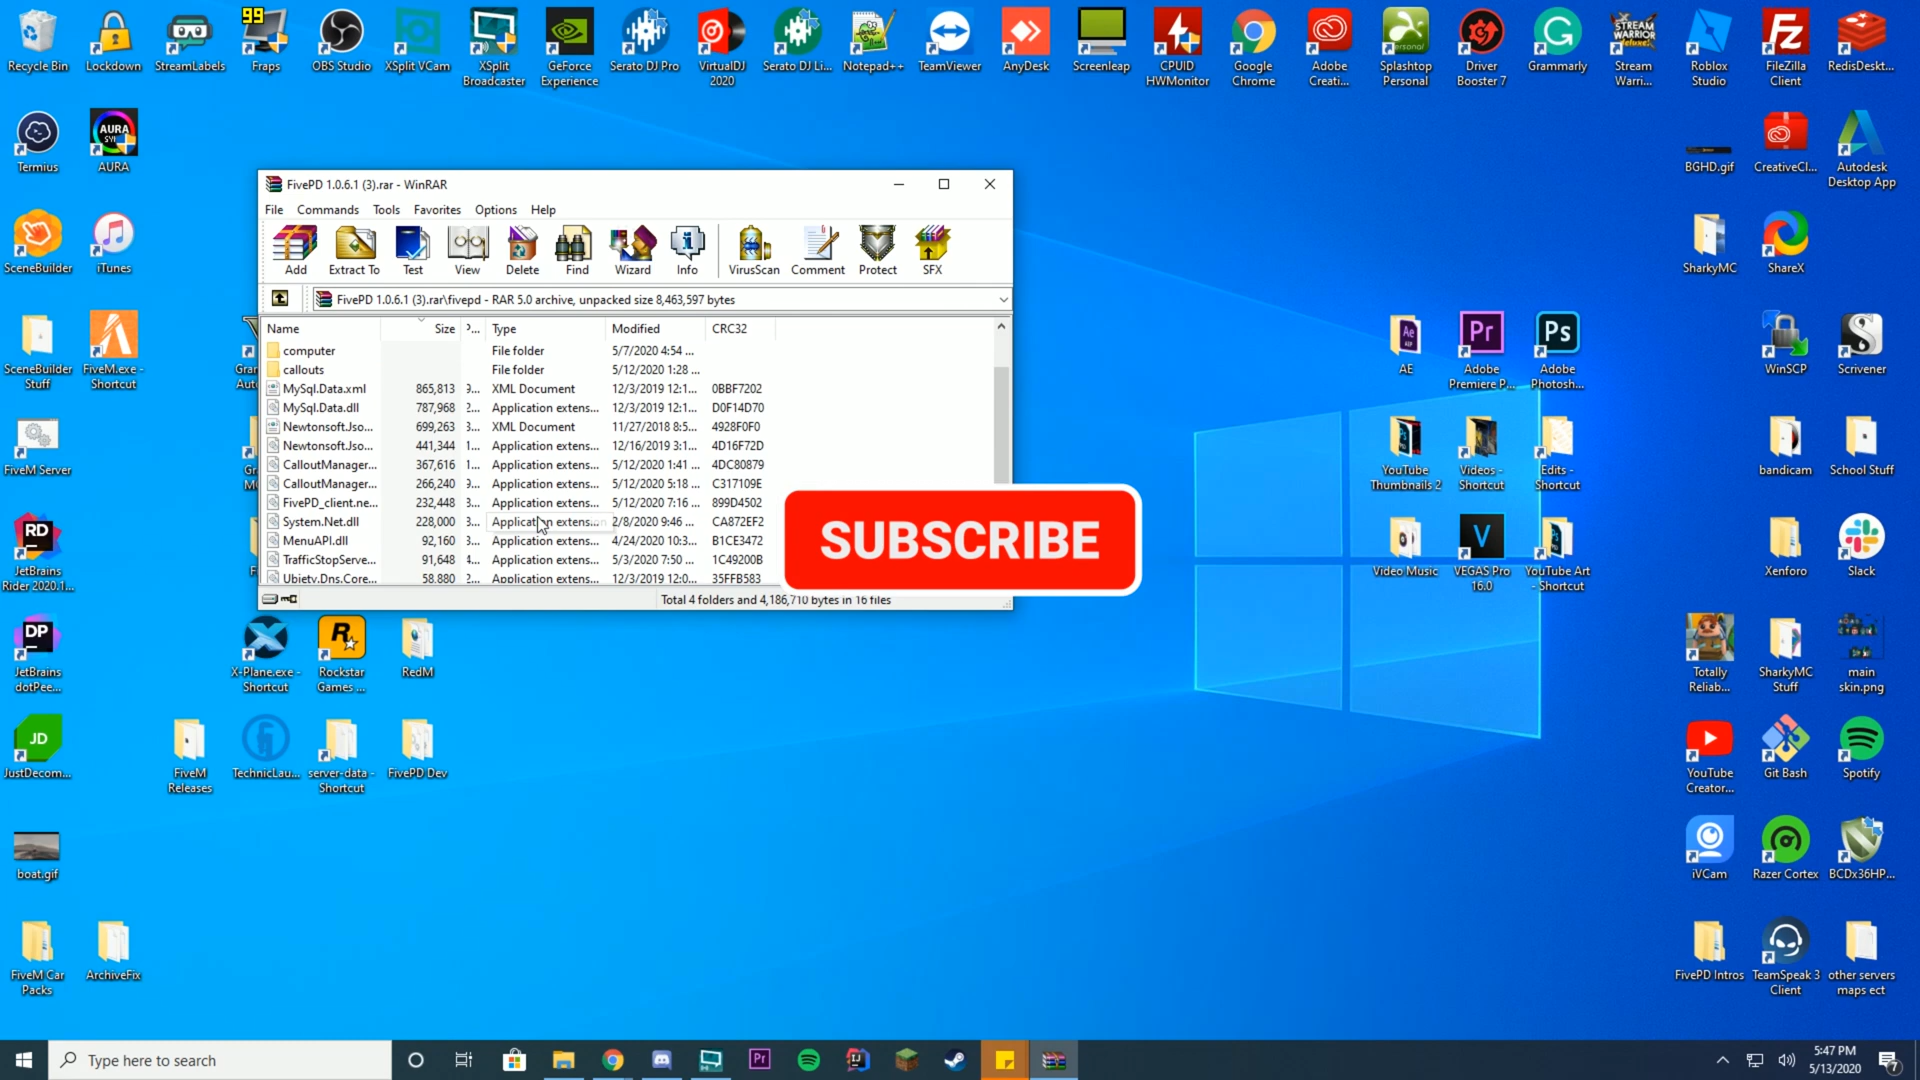 99
Recycle Bin
Lockdown
StreamLabels
Fraps
OBS Studio
XSplit VCam
XSplit Broadcaster
GeForce Experience
Serato DJ Pro
VirtualDJ 2020
Serato DJ Li...
Notepad++
TeamViewer
AnyDesk
Screenleap
CPUID HWMonitor
Google Chrome
Adobe Creati...
Splashtop Personal
Driver Booster 7
Grammarly
Stream Warri...
Roblox Studio
FileZilla Client
RedisDeskt...
Termius
AURA
BGHD.gif
CreativeCl...
Autodesk Desktop App
FivePD 1.0.6.1 (3).rar - WinRAR
File Commands Tools Favorites Options Help
Add Extract To Test View Delete Find Wizard Info VirusScan Comment Protect SFX
FivePD 1.0.6.1 (3).rar\fivepd - RAR 5.0 archive, unpacked size 8,463,597 bytes
Name Size P... Type Modified CRC32
computer File folder 5/7/2020 4:54 ...
callouts File folder 5/12/2020 1:28 ...
MySql.Data.xml 865,813 9... XML Document 12/3/2019 12:1... 0BBF7202
MySql.Data.dll 787,968 2... Application extens... 12/3/2019 12:1... D0F14D70
Newtonsoft.Jso... 699,263 3... XML Document 11/27/2018 8:5... 4928F0F0
Newtonsoft.Jso... 441,344 1... Application extens... 12/16/2019 3:1... 4D16F72D
CalloutManager... 367,616 1... Application extens... 5/12/2020 1:41 ... 4DC80879
CalloutManager... 266,240 9... Application extens... 5/12/2020 5:18 ... C317109E
FivePD_client.ne... 232,448 3... Application extens... 5/12/2020 7:16 ... 899D4502
System.Net.dll 228,000 3... Application extens... 2/8/2020 9:46 ... CA872EF2
MenuAPI.dll 92,160 3... Application extens... 4/24/2020 10:3... B1CE3472
TrafficStopServe... 91,648 4... Application extens... 5/3/2020 7:50 ... 1C49200B
Ubiety.Dns.Core... 58,880 2... Application extens... 12/3/2019 12:0... 35FFB583
Total 4 folders and 4,186,710 bytes in 16 files
SUBSCRIBE
SceneBuilder
iTunes
SharkyMC
ShareX
SceneBuilder Stuff
FiveM.exe - Shortcut
AE
Adobe Premiere P...
Adobe Photosh...
WinSCP
Scrivener
FiveM Server
YouTube Thumbnails 2
Videos - Shortcut
Edits - Shortcut
bandicam
School Stuff
JetBrains Rider 2020.1...
Video Music
VEGAS Pro 16.0
YouTube Art - Shortcut
Xenforo
Slack
JetBrains dotPee...
X-Plane.exe - Shortcut
Rockstar Games ...
RedM
Totally Reliab...
SharkyMC Stuff
main skin.png
JustDecom...
FiveM Releases
TechnicLau...
server-data - Shortcut
FivePD Dev
YouTube Creator...
Git Bash
Spotify
boat.gif
iVCam
Razer Cortex
BCDx36HP...
FiveM Car Packs
ArchiveFix
FivePD Intros
TeamSpeak 3 Client
other servers maps ect
Type here to search
5:47 PM
5/13/2020
7